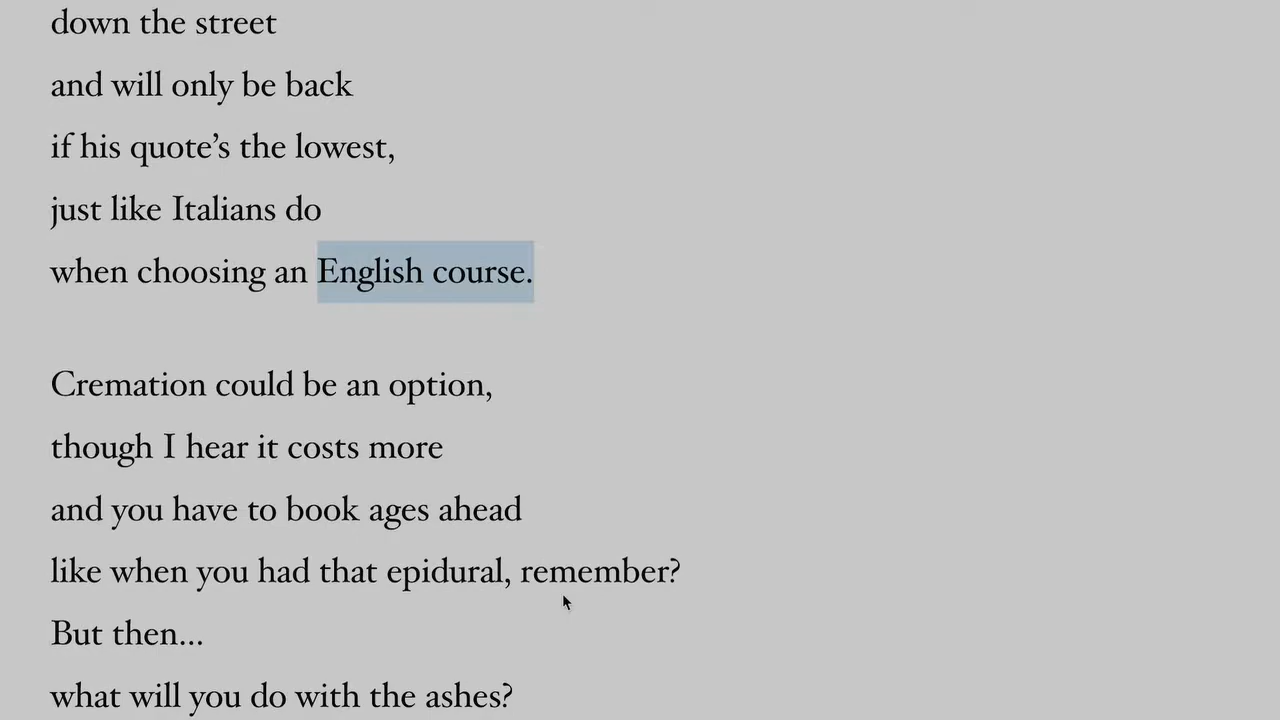 down the street
and will only be back
if his quote’s the lowest,
just like Italians do
when choosing an English course.
Cremation could be an option,
though I hear it costs more
and you have to book ages ahead
like when you had that epidural, remember?
But then...
what will you do with the ashes?